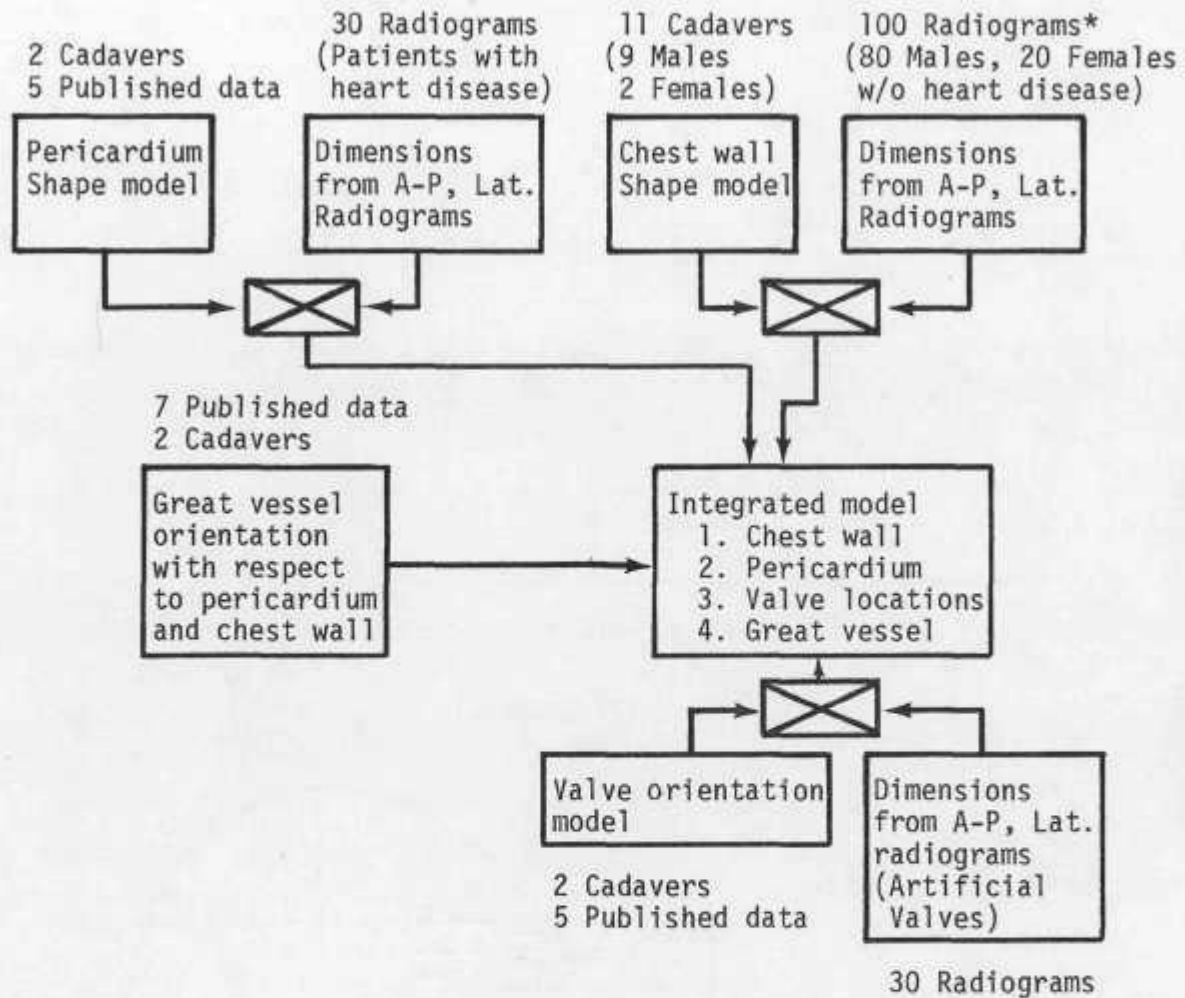 2 Cadavers
5 Published data
30 Radiograms
(Patients with
heart disease)
11 Cadavers
(9 Males
2 Females)
100 Radiograms*
(80 Males, 20 Females
w/o heart disease)
Pericardium
Shape model
Dimensions
from A-P, Lat.
Radiograms
Chest wall
Shape model
Dimensions
from A-P, Lat.
Radiograms
7 Published data
2 Cadavers
Great vessel
orientation
with respect
to pericardium
and chest wall
Integrated model
1. Chest wall
2. Pericardium
3. Valve locations
4. Great vessel
Valve orientation
model
2 Cadavers
5 Published data
Dimensions
from A-P, Lat.
radiograms
(Artificial
Valves)
30 Radiograms